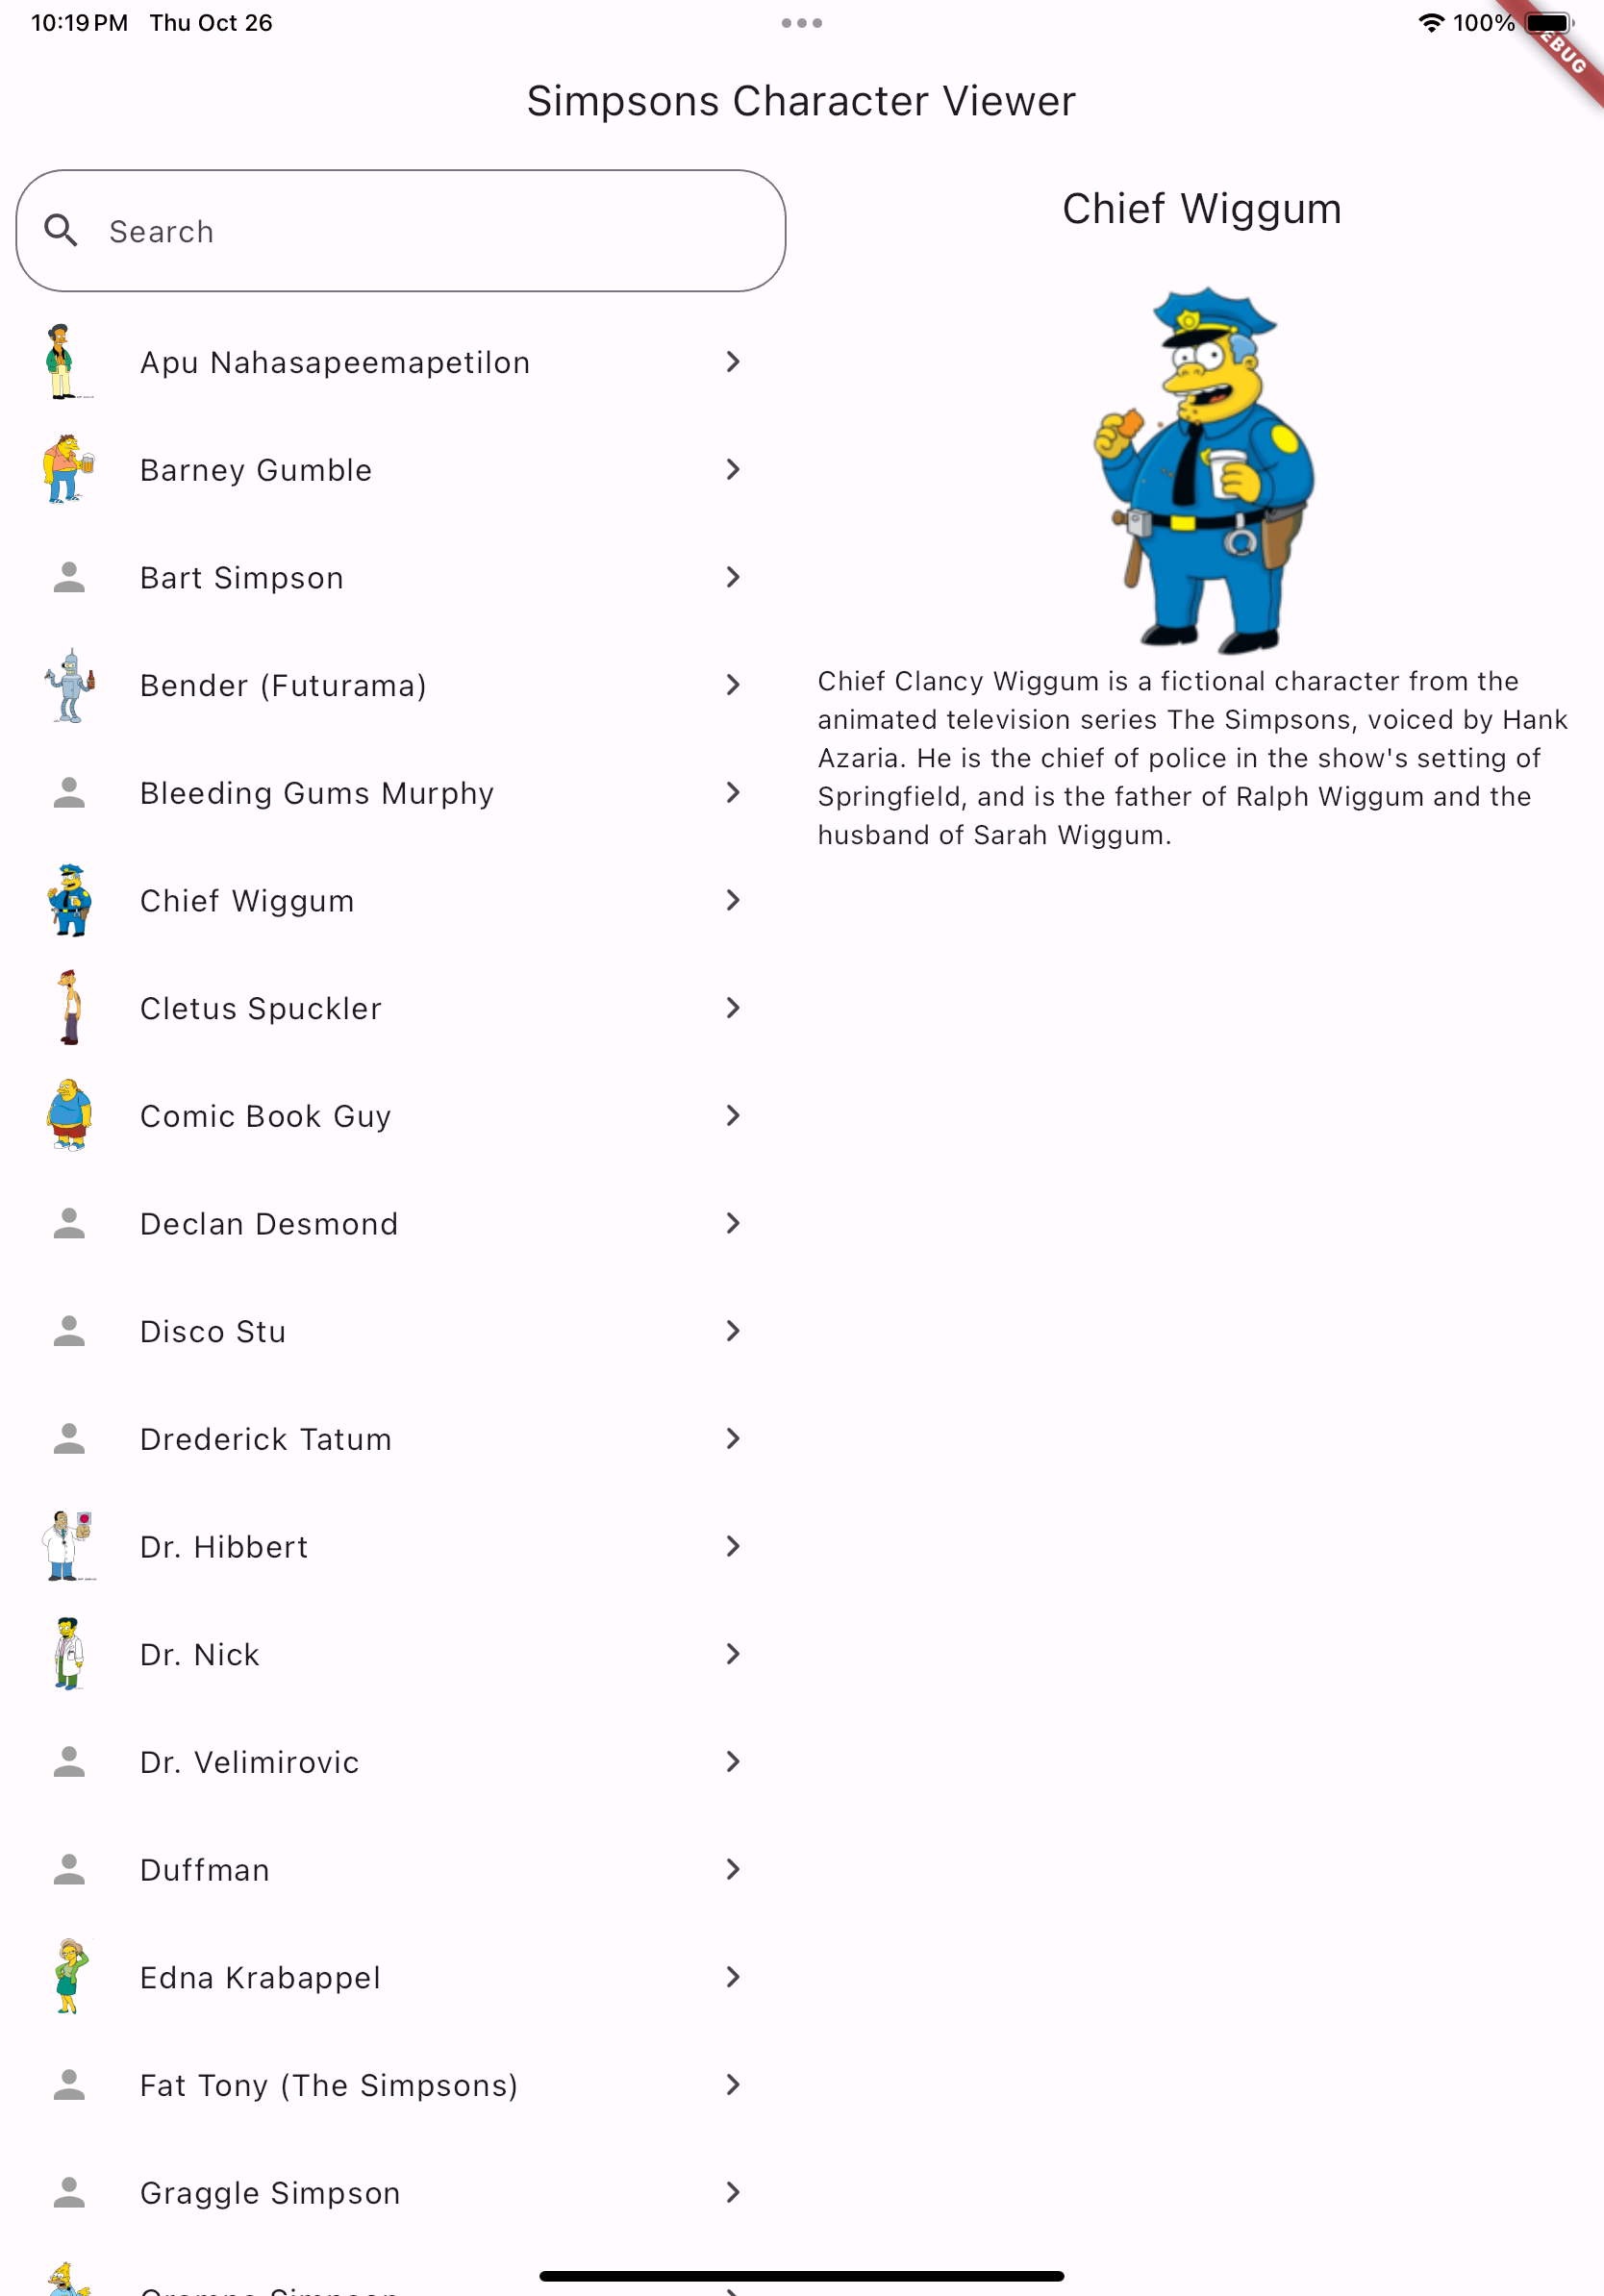 10:19 PM Thu Oct 26
100%
EBUG
Simpsons Character Viewer
Search
Apu Nahasapeemapetilon
Barney Gumble
Bart Simpson
Bender (Futurama)
Bleeding Gums Murphy
Chief Wiggum
Cletus Spuckler
Comic Book Guy
Declan Desmond
Disco Stu
Drederick Tatum
Dr. Hibbert
Dr. Nick
Dr. Velimirovic
Duffman
Edna Krabappel
Fat Tony (The Simpsons)
Graggle Simpson
Chief Wiggum
Chief Clancy Wiggum is a fictional character from the
animated television series The Simpsons, voiced by Hank
Azaria. He is the chief of police in the show's setting of
Springfield, and is the father of Ralph Wiggum and the
husband of Sarah Wiggum.